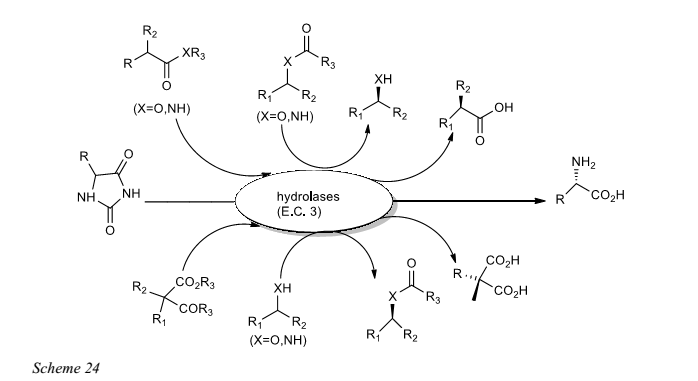 R₂
R
XR₃
O
(X=O,NH)
O
X
R₃
R₁
R₂
(X=O,NH)
XH
R₁
R₂
R₂
R₁
OH
O
R
O
NH
NH
O
hydrolases
(E.C. 3)
NH₂
R
CO₂H
R₂
CO₂R₃
COR₃
R₁
XH
R₁
R₂
(X=O,NH)
O
X
R₃
R₁
R₂
R
CO₂H
CO₂H
Scheme 24